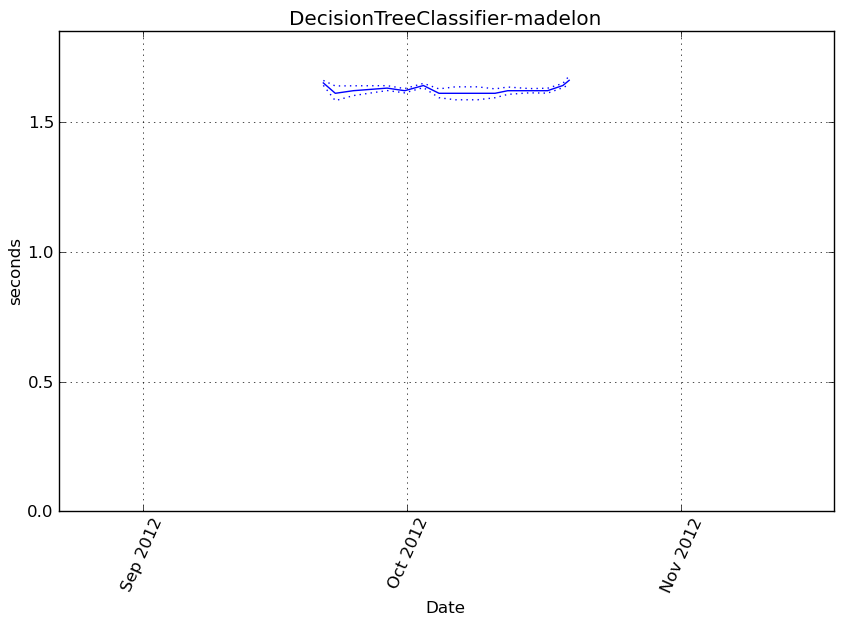 DecisionTreeClassifier-madelon
1.5
1.0
0.5
0.0
seconds
Sep 2012
Oct 2012
Nov 2012
Date